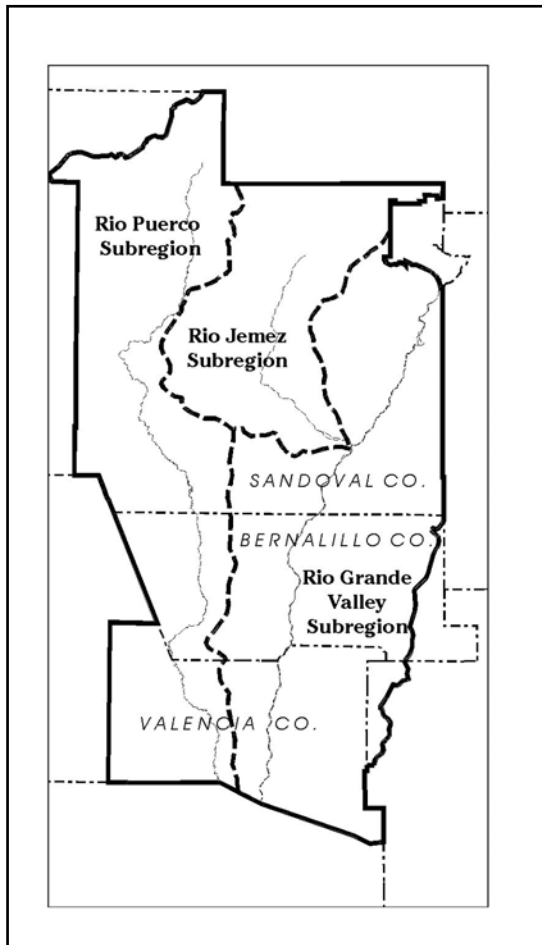 Rio Puerco
Subregion
Rio Jemez
Subregion
SANDOVAL CO.
BERNALILLO CO.
Rio Grande
Valley
Subregion
VALENCIA CO.